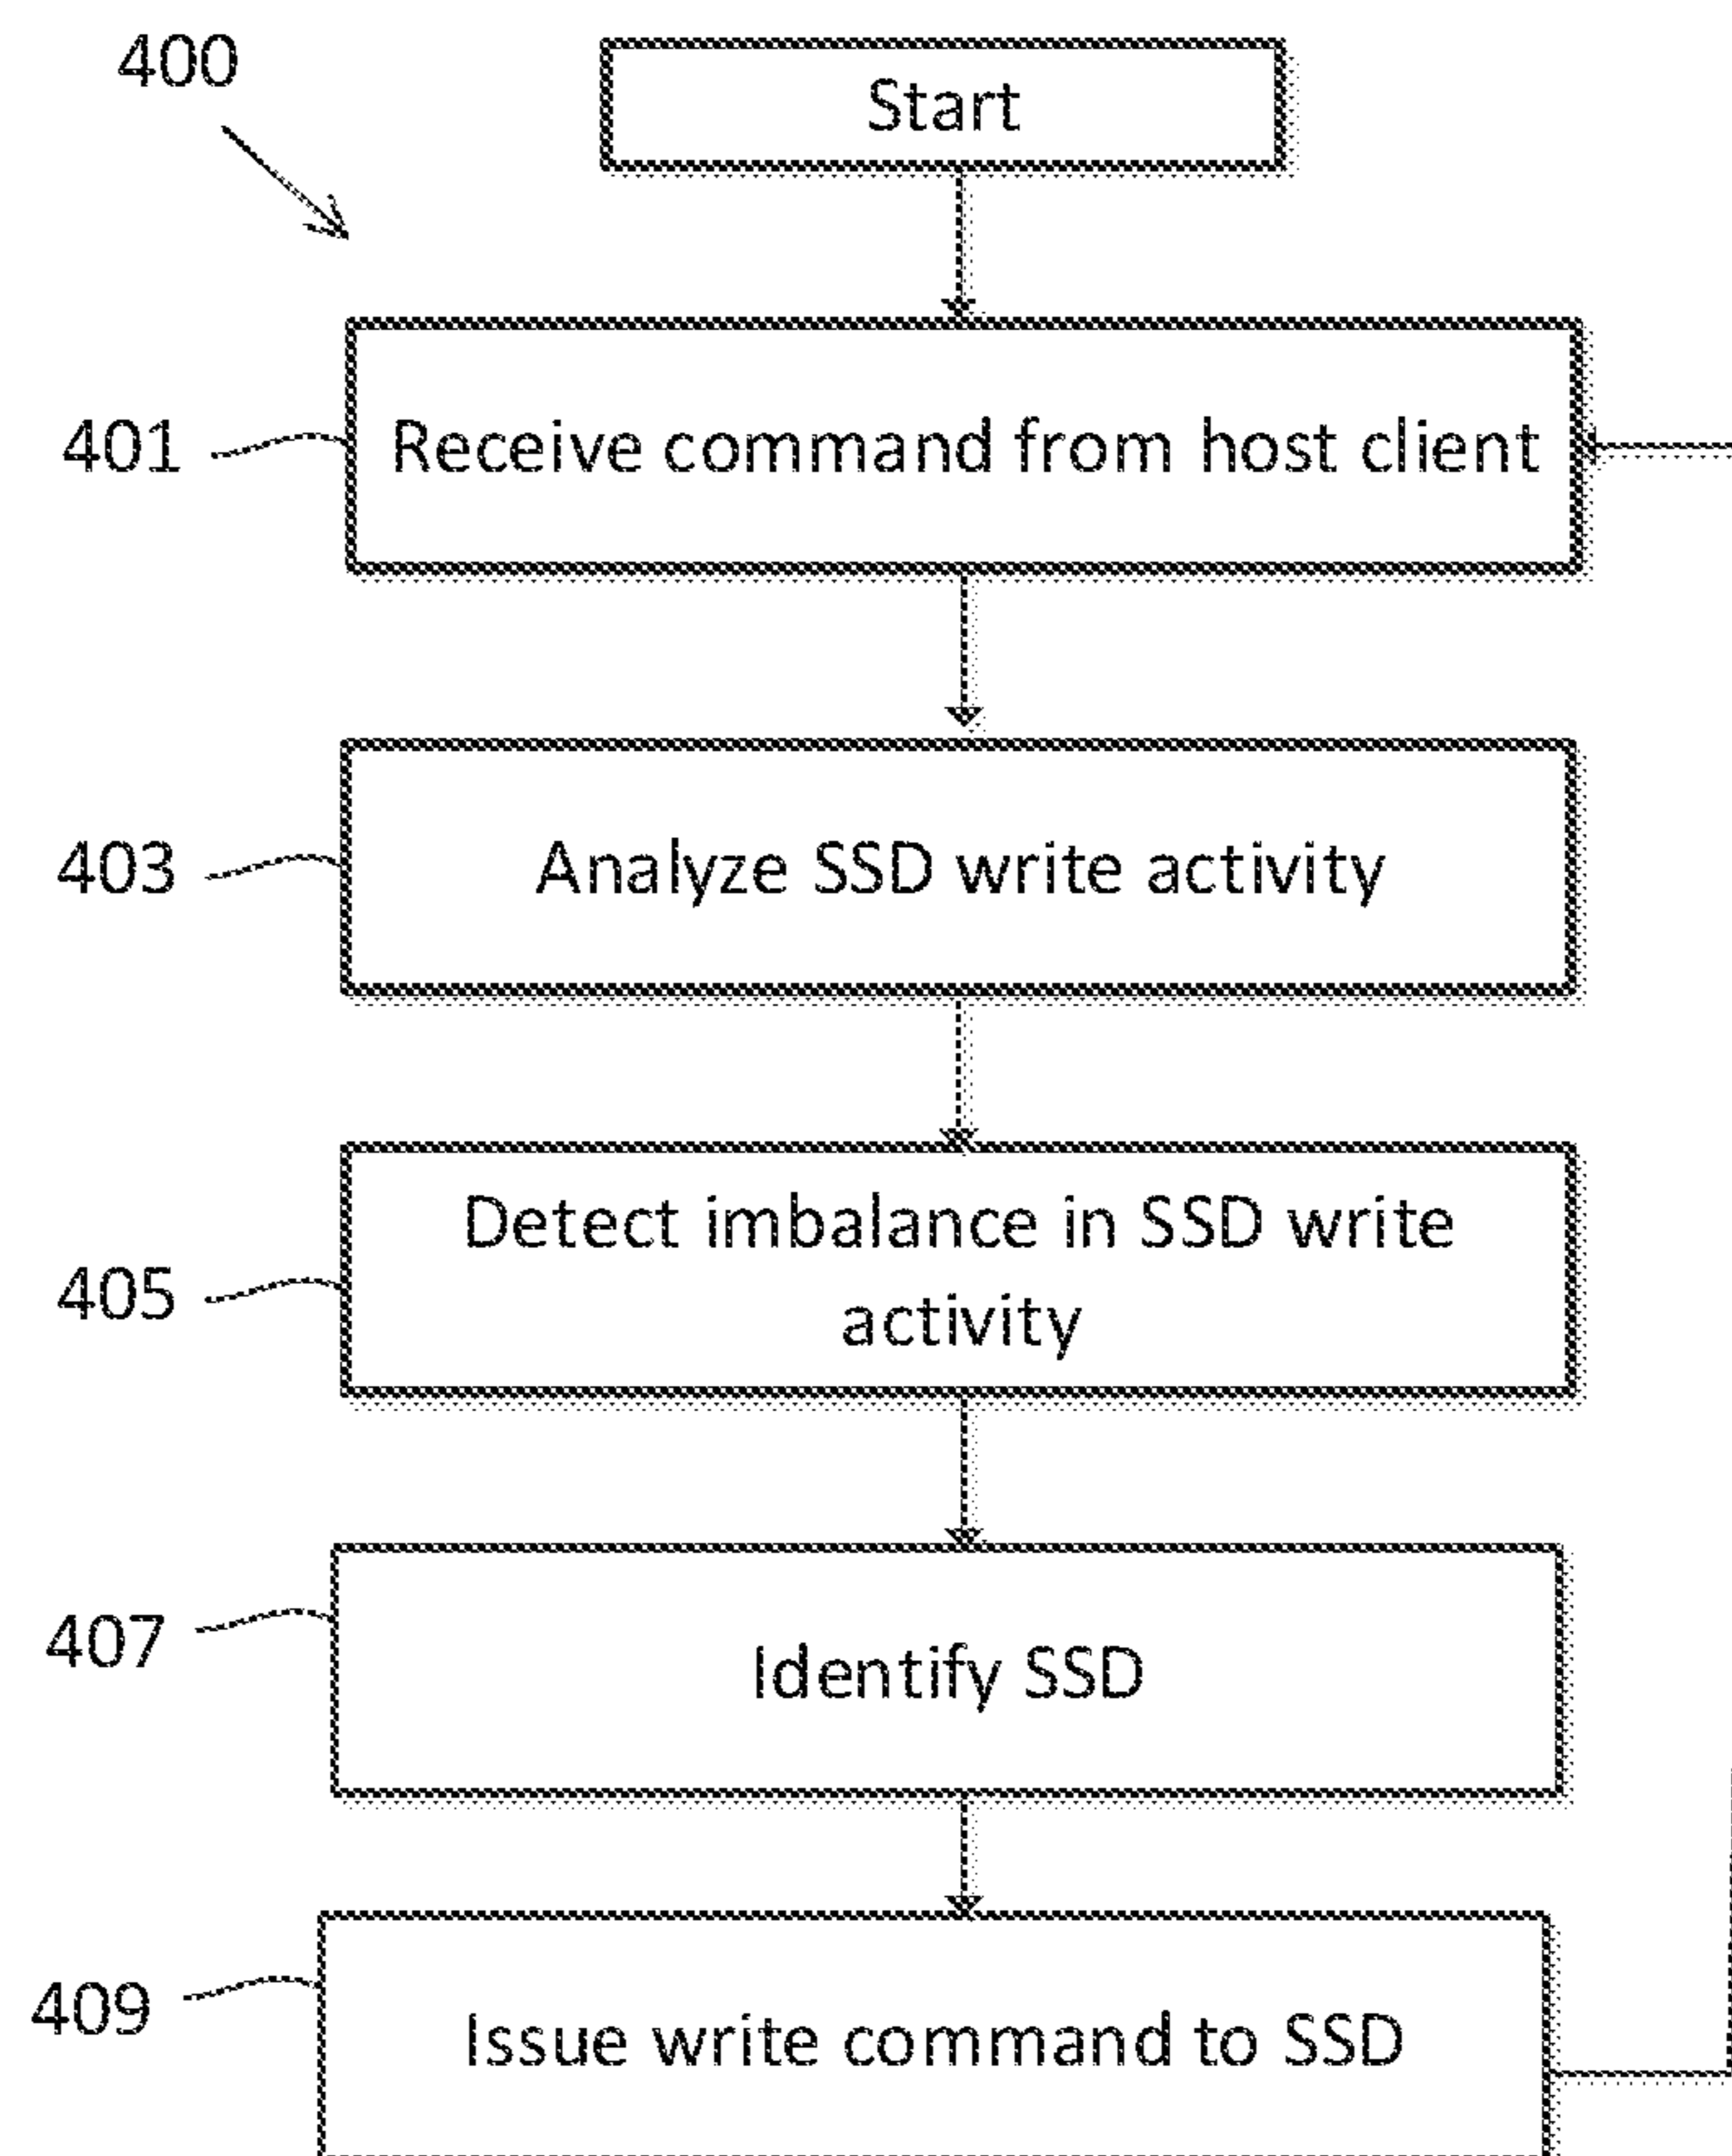 400
Start
401
Receive command from host client
403
Analyze SSD write activity
405
Detect imbalance in SSD write
activity
407
Identify SSD
409
Issue write command to SSD